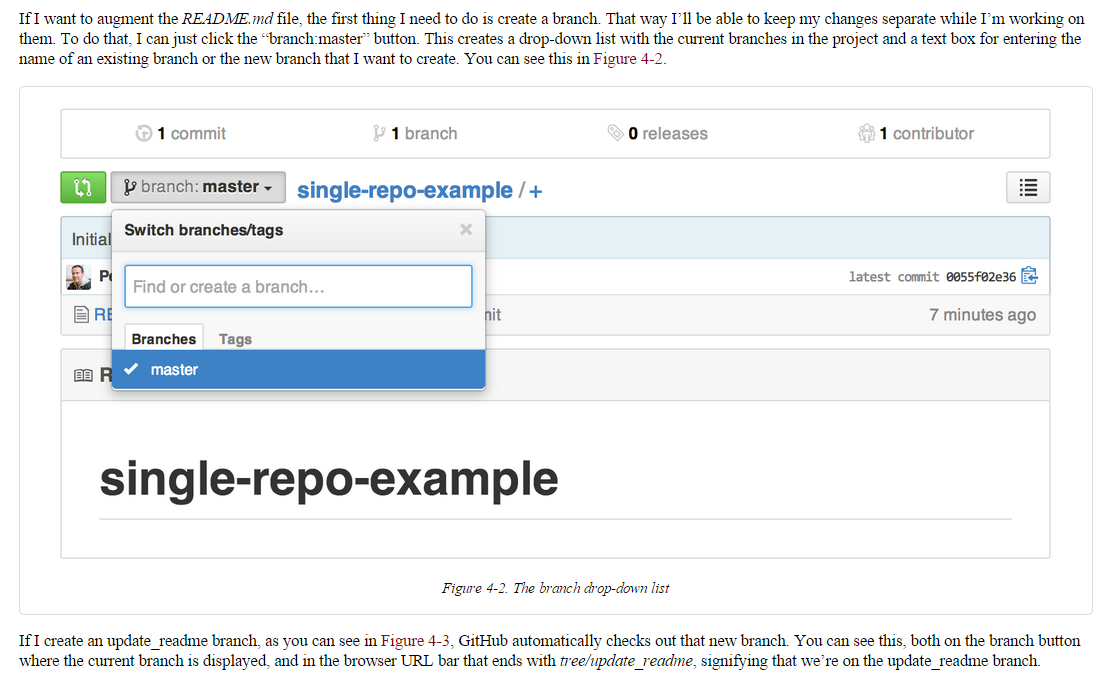 If I want to augment the README.md file, the first thing I need to do is create a branch. That way I’ll be able to keep my changes separate while I’m working on
them. To do that, I can just click the “branch:master” button. This creates a drop-down list with the current branches in the project and a text box for entering the
name of an existing branch or the new branch that I want to create. You can see this in Figure 4-2.
1 commit
1 branch
0 releases
1 contributor
branch: master
single-repo-example / +
Switch branches/tags
Initial
latest commit 0055f02e36
Find or create a branch…
7 minutes ago
Branches Tags
master
single-repo-example
Figure 4-2. The branch drop-down list
If I create an update_readme branch, as you can see in Figure 4-3, GitHub automatically checks out that new branch. You can see this, both on the branch button
where the current branch is displayed, and in the browser URL bar that ends with tree/update_readme, signifying that we’re on the update_readme branch.